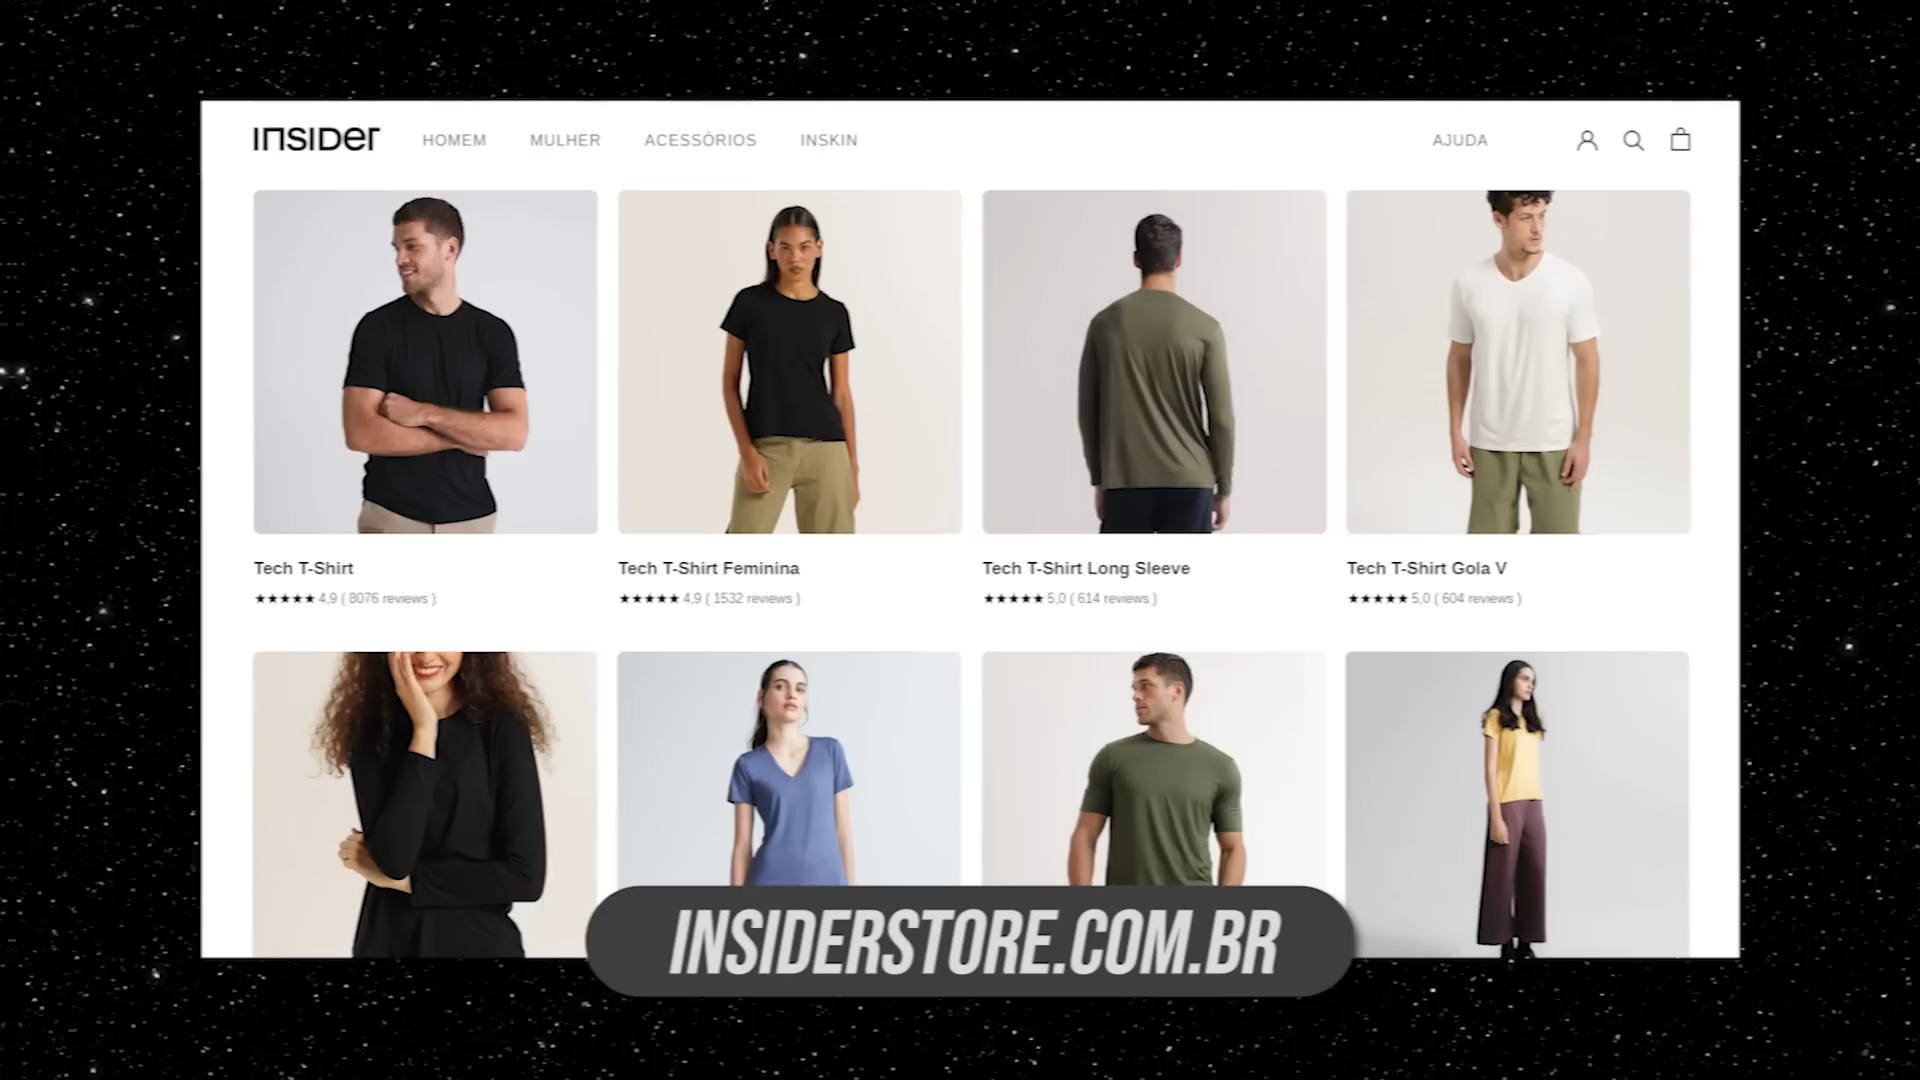 INSIDER
HOMEM
MULHER
ACESSÓRIOS
INSKIN
AJUDA
Tech T-Shirt
★★★★★ 4,9 ( 8076 reviews )
Tech T-Shirt Feminina
★★★★★ 4,9 ( 1532 reviews )
Tech T-Shirt Long Sleeve
★★★★★ 5,0 ( 614 reviews )
Tech T-Shirt Gola V
★★★★★ 5,0 ( 604 reviews )
INSIDERSTORE.COM.BR